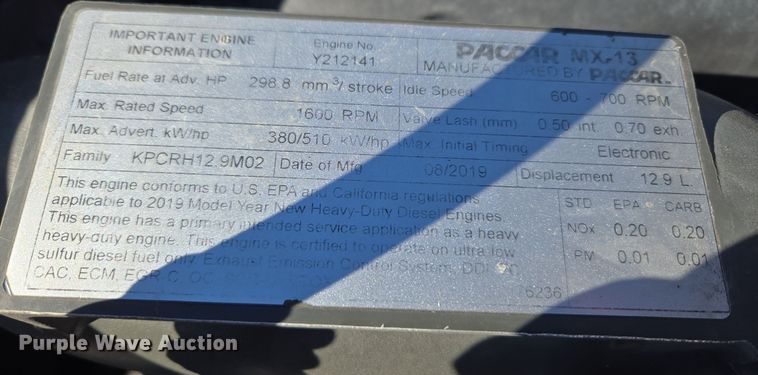 IMPORTANT ENGINE
INFORMATION
Engine No.
Y212141
PACCAR MX-13
MANUFACTURED BY PACCAR
Fuel Rate at Adv. HP 298.8 mm³/stroke
Idle Speed 600 - 700 RPM
Max. Rated Speed 1600 RPM
Valve Lash (mm) 0.50 int. 0.70 exh.
Max. Advert. kW/hp 380/510 kW/hp
Max. Initial Timing Electronic
Family KPCRH12.9M02
Date of Mfg 08/2019
Displacement 12.9 L.
This engine conforms to U.S. EPA and California regulations
applicable to 2019 Model Year New Heavy-Duty Diesel Engines.
This engine has a primary intended service application as a heavy
heavy-duty engine. This engine is certified to operate on ultra low
sulfur diesel fuel only. Exhaust Emission Control System, DDI, TC,
CAC, ECM, EGR-C, OC,
STD EPA CARB
NOx 0.20 0.20
PM 0.01 0.01
76236
Purple Wave Auction